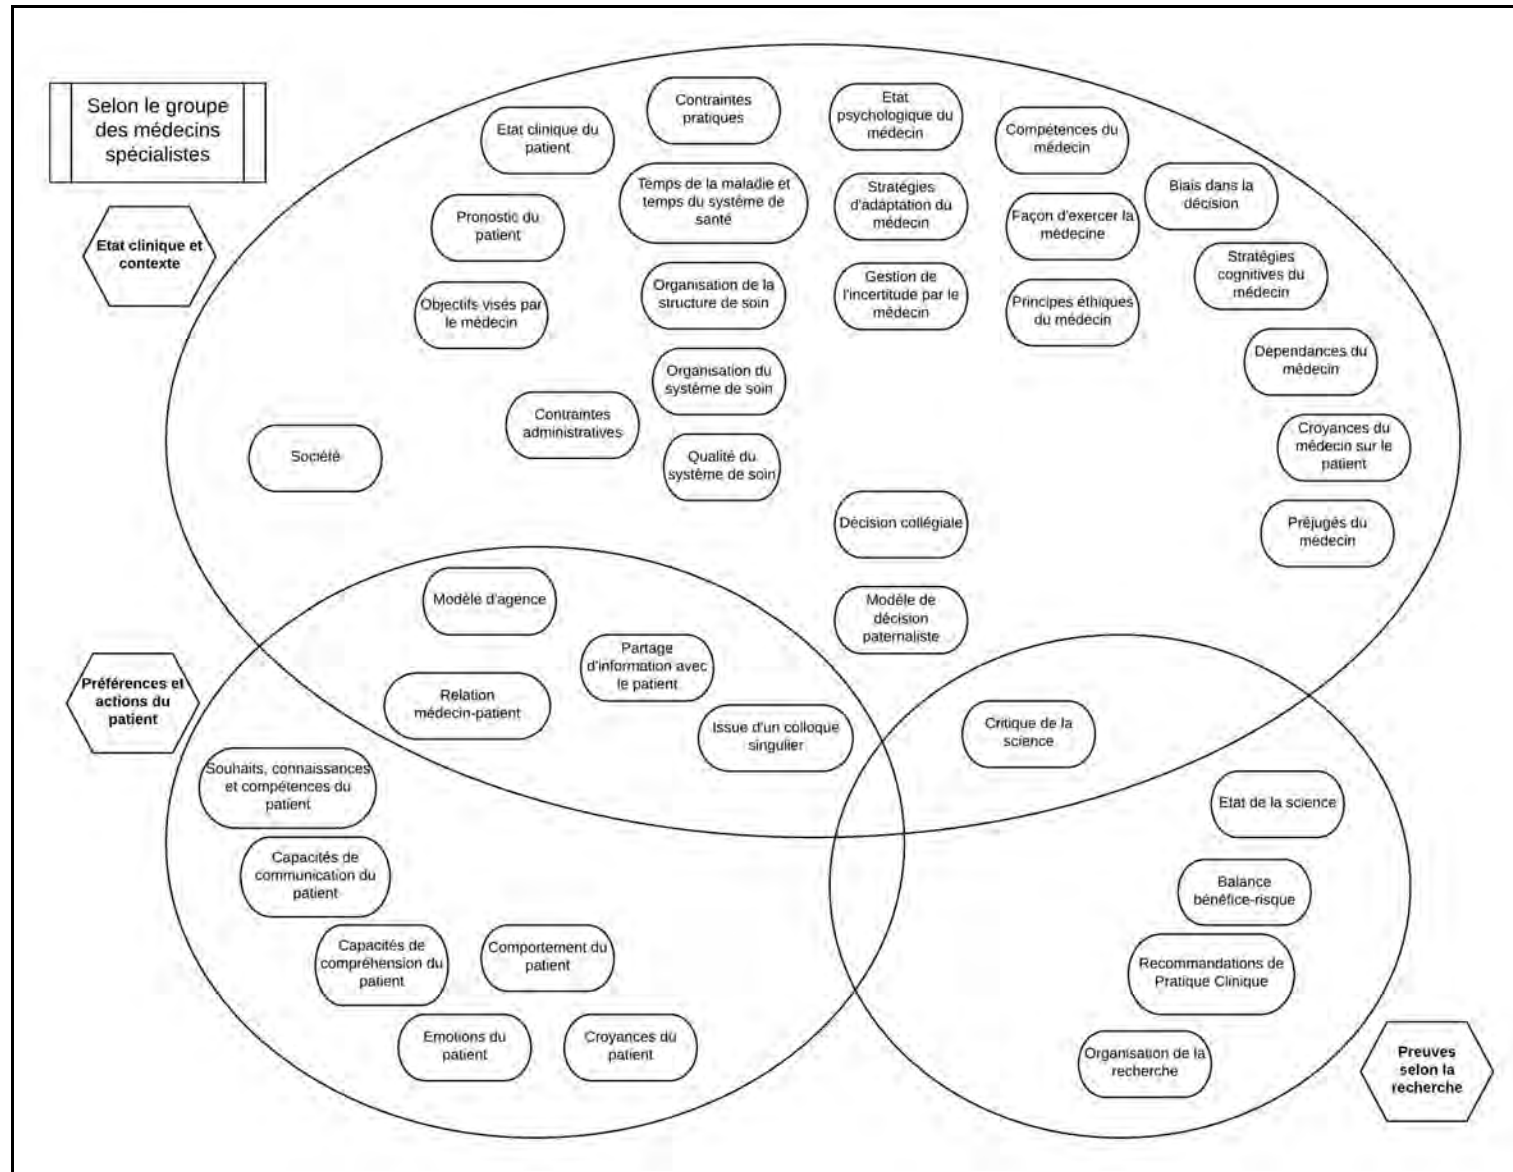 Selon le groupe
des médecins
spécialistes
Etat clinique et
contexte
Etat clinique du
patient
Contraintes
pratiques
Etat
psychologique du
médecin
Compétences du
médecin
Biais dans la
décision
Pronostic du
patient
Temps de la maladie et
temps du système de
santé
Stratégies
d'adaptation du
médecin
Façon d'exercer la
médecine
Stratégies
cognitives du
médecin
Objectifs visés par
le médecin
Organisation de la
structure de soin
Gestion de
l'incertitude par le
médecin
Principes éthiques
du médecin
Dépendances du
médecin
Organisation du
système de soin
Contraintes
administratives
Croyances du
médecin sur le
patient
Société
Qualité du
système de soin
Décision collégiale
Préjugés du
médecin
Modèle d'agence
Modèle de
décision
paternaliste
Partage
d'information avec
le patient
Préférences et
actions du
patient
Relation
médecin-patient
Issue d'un colloque
singulier
Critique de la
science
Souhaits, connaissances
et compétences du
patient
Etat de la science
Capacités de
communication du
patient
Balance
bénéfice-risque
Capacités de
compréhension du
patient
Comportement du
patient
Recommandations de
Pratique Clinique
Emotions du
patient
Croyances du
patient
Organisation de la
recherche
Preuves
selon la
recherche